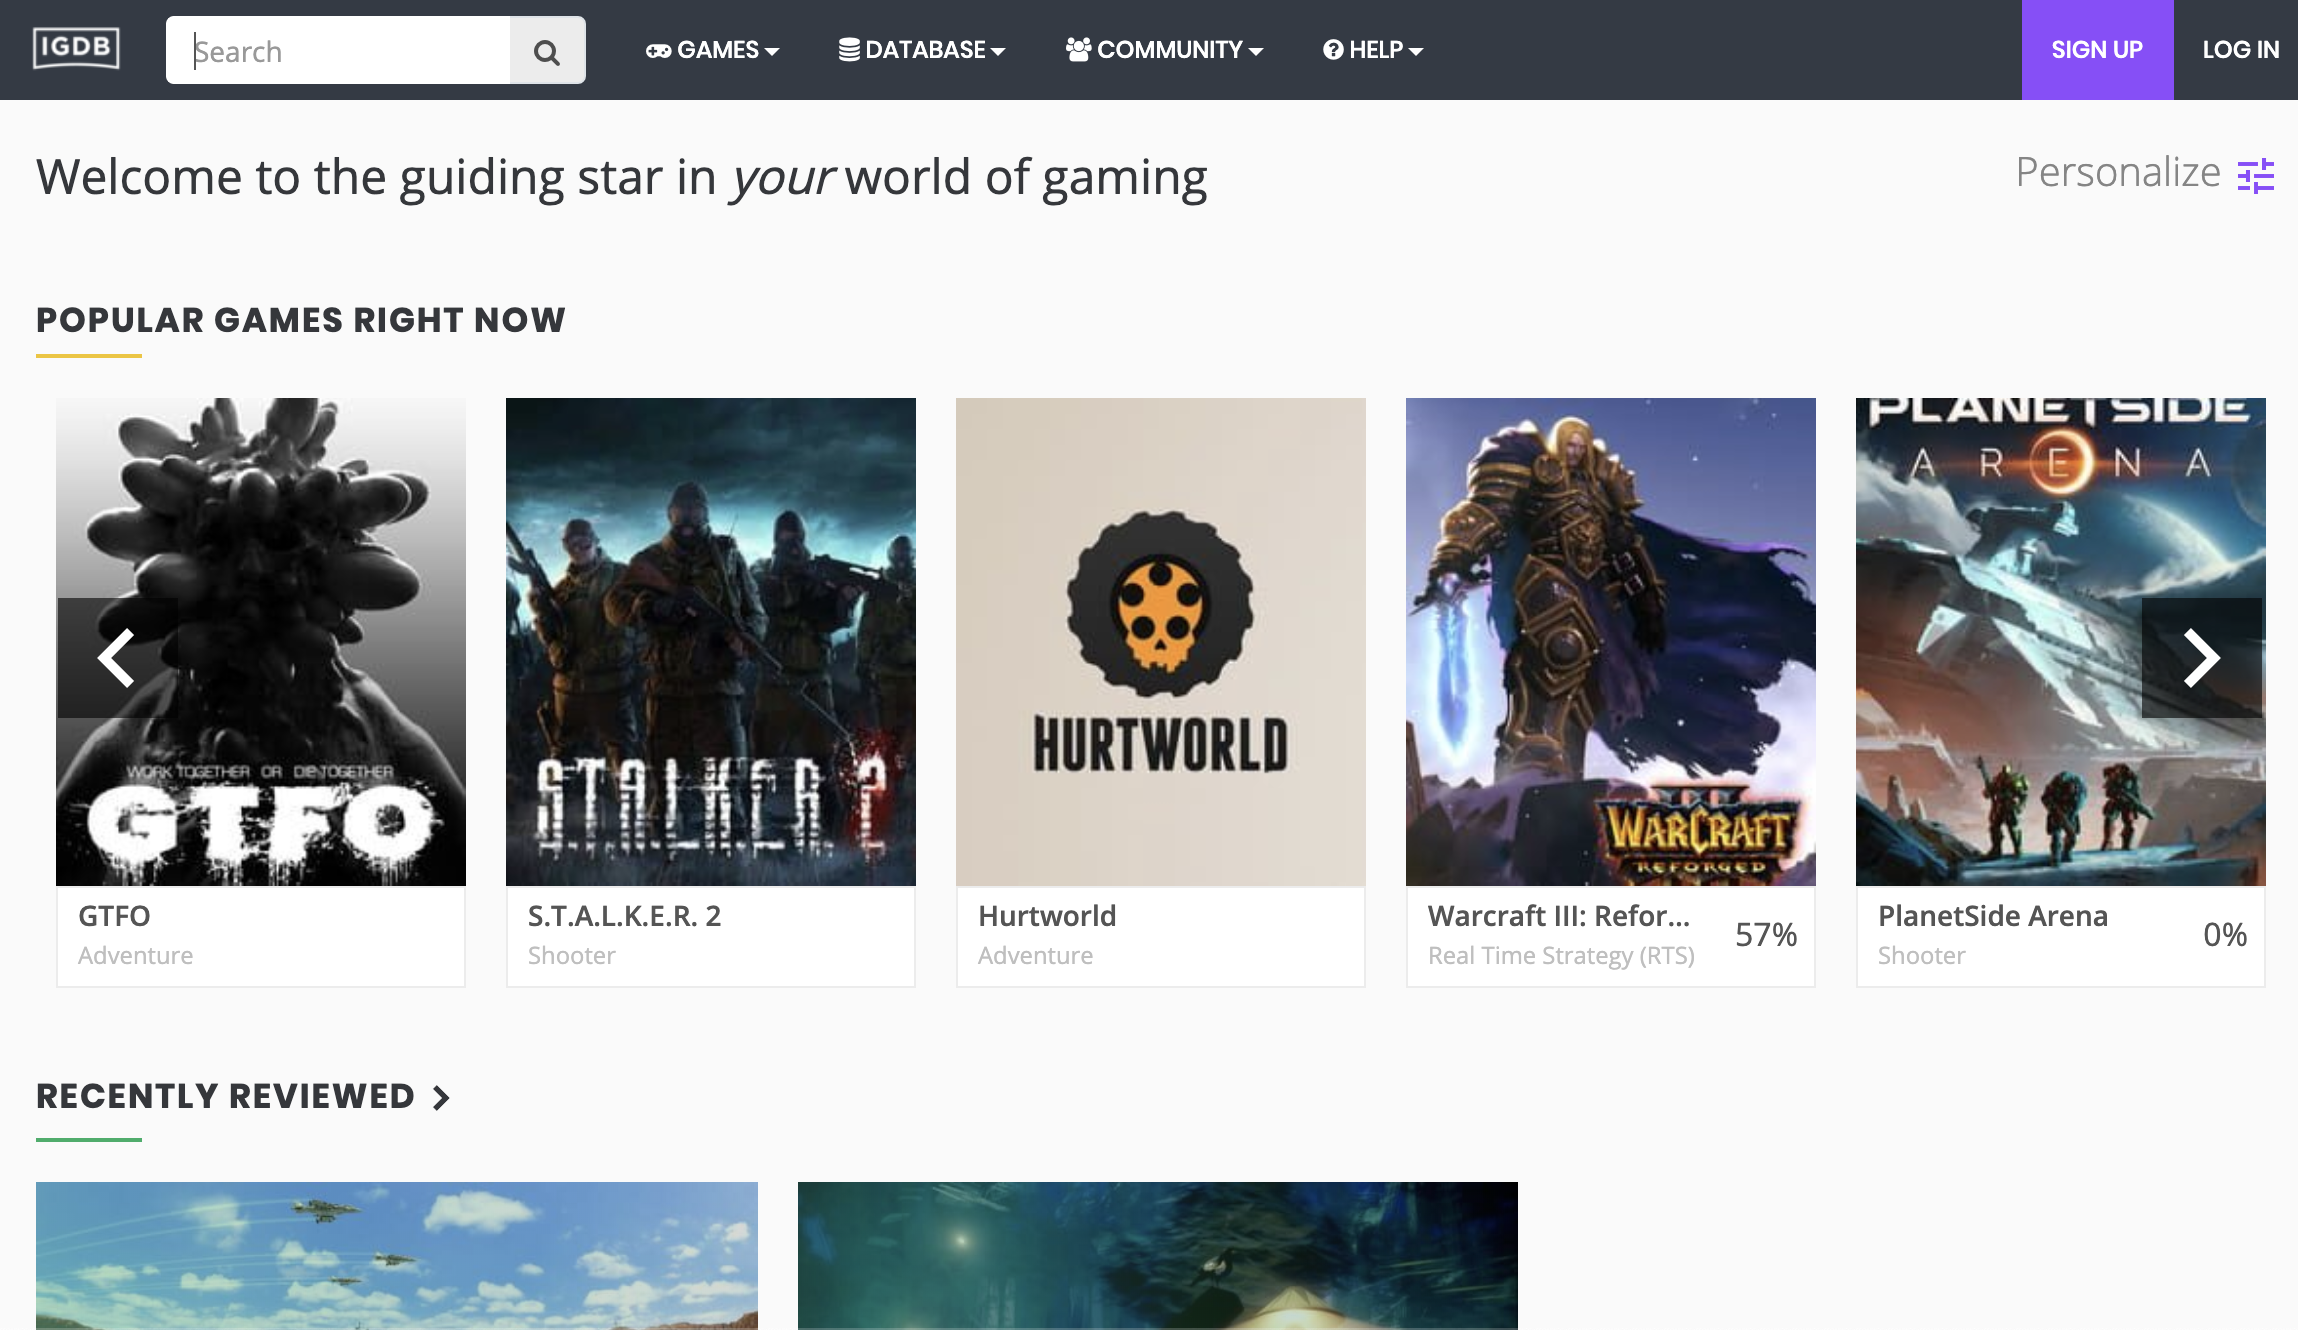 IGDB
Search
GAMES
DATABASE
COMMUNITY
HELP
SIGN UP
LOG IN
Welcome to the guiding star in your world of gaming
Personalize
POPULAR GAMES RIGHT NOW
WORK TOGETHER OR DIE TOGETHER
GTFO
GTFO
Adventure
S.T.A.L.K.E.R 2
S.T.A.L.K.E.R. 2
Shooter
HURTWORLD
Hurtworld
Adventure
III
WARCRAFT
REFORGED
Warcraft III: Refor...
Real Time Strategy (RTS)
57%
PLANETSIDE
ARENA
PlanetSide Arena
Shooter
0%
RECENTLY REVIEWED